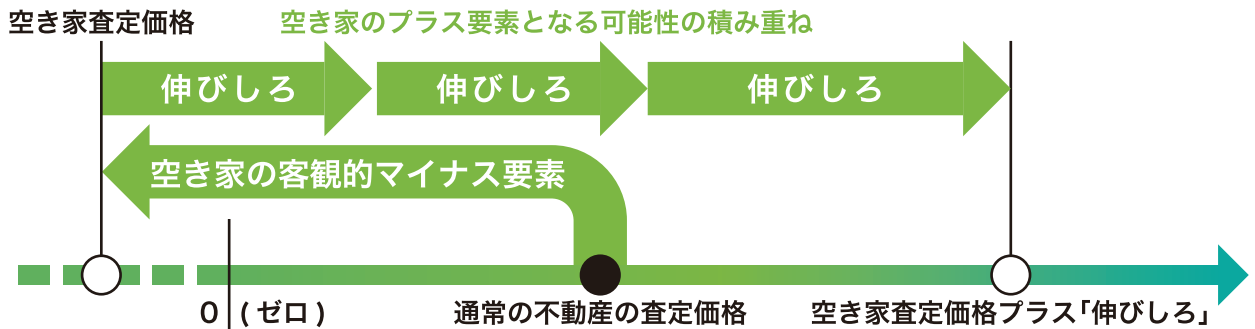 空き家査定価格
空き家のプラス要素となる可能性の積み重ね
伸びしろ
伸びしろ
伸びしろ
空き家の客観的マイナス要素
0(ゼロ)
通常の不動産の査定価格
空き家査定価格プラス「伸びしろ」